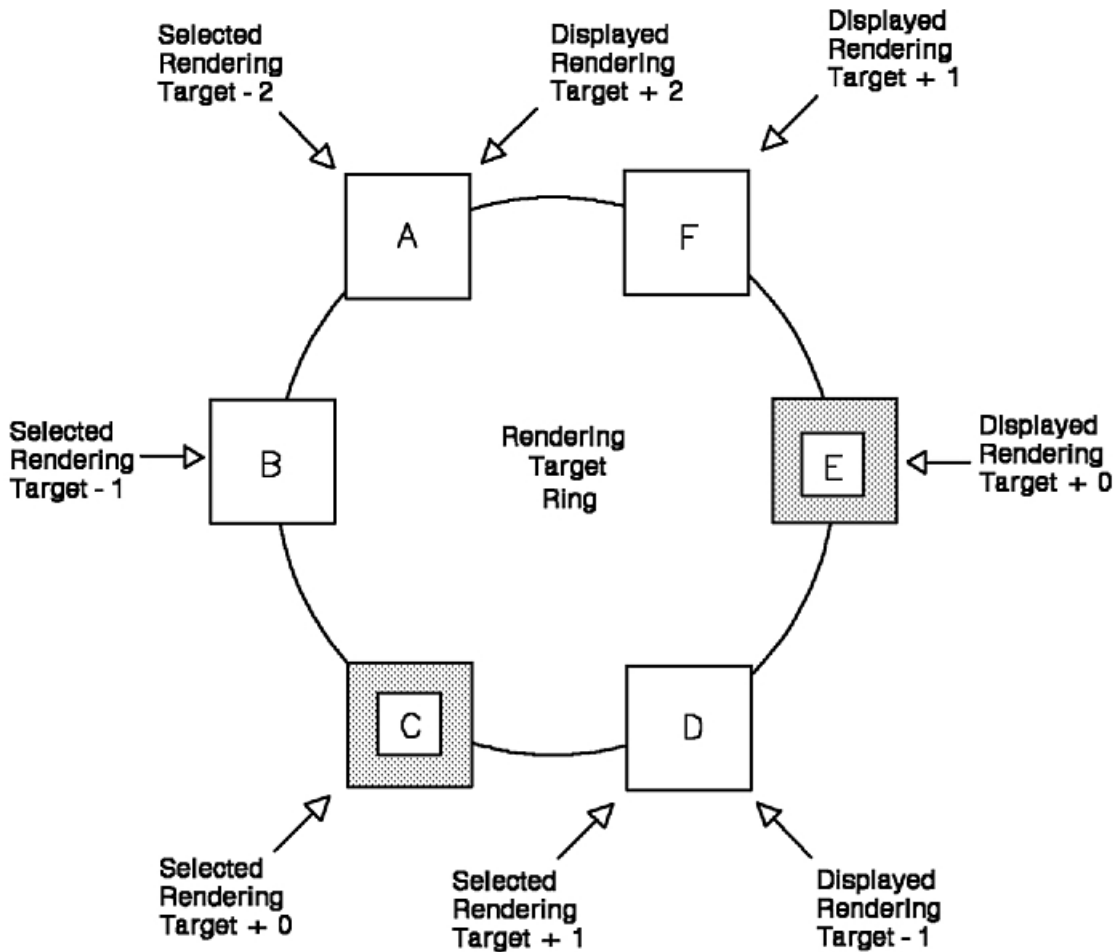 Selected
Rendering
Target - 2
Displayed
Rendering
Target + 2
Displayed
Rendering
Target + 1
A
F
Selected
Rendering
Target - 1
B
Rendering
Target
Ring
E
Displayed
Rendering
Target + 0
C
D
Selected
Rendering
Target + 0
Selected
Rendering
Target + 1
Displayed
Rendering
Target - 1